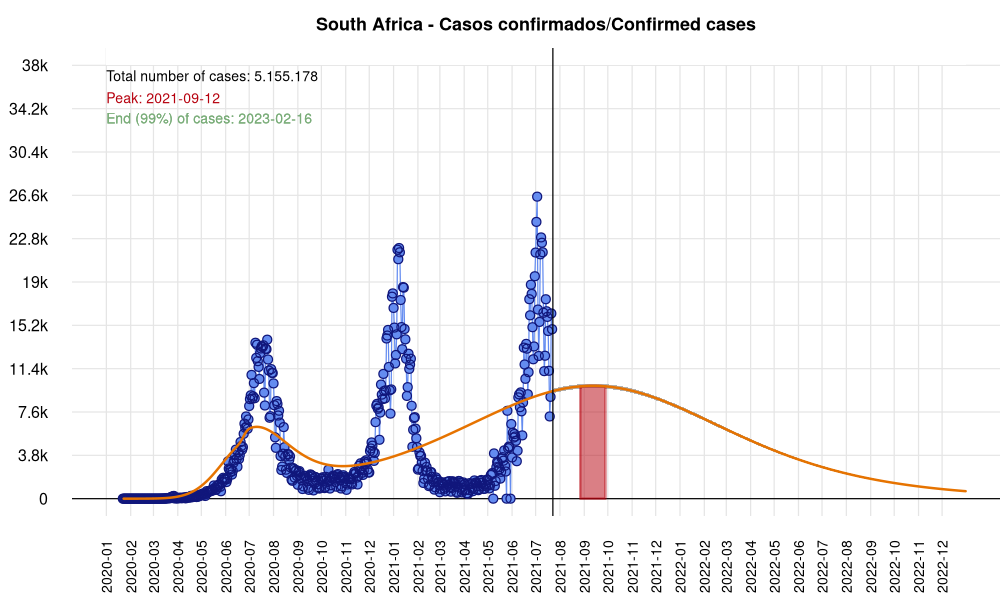 South Africa - Casos confirmados/Confirmed cases
Total number of cases: 5.155.178
Peak: 2021-09-12
End (99%) of cases: 2023-02-16
38k
34.2k
30.4k
26.6k
22.8k
19k
15.2k
11.4k
7.6k
3.8k
0
2020-01
2020-02
2020-03
2020-04
2020-05
2020-06
2020-07
2020-08
2020-09
2020-10
2020-11
2020-12
2021-01
2021-02
2021-03
2021-04
2021-05
2021-06
2021-07
2021-08
2021-09
2021-10
2021-11
2021-12
2022-01
2022-02
2022-03
2022-04
2022-05
2022-06
2022-07
2022-08
2022-09
2022-10
2022-11
2022-12